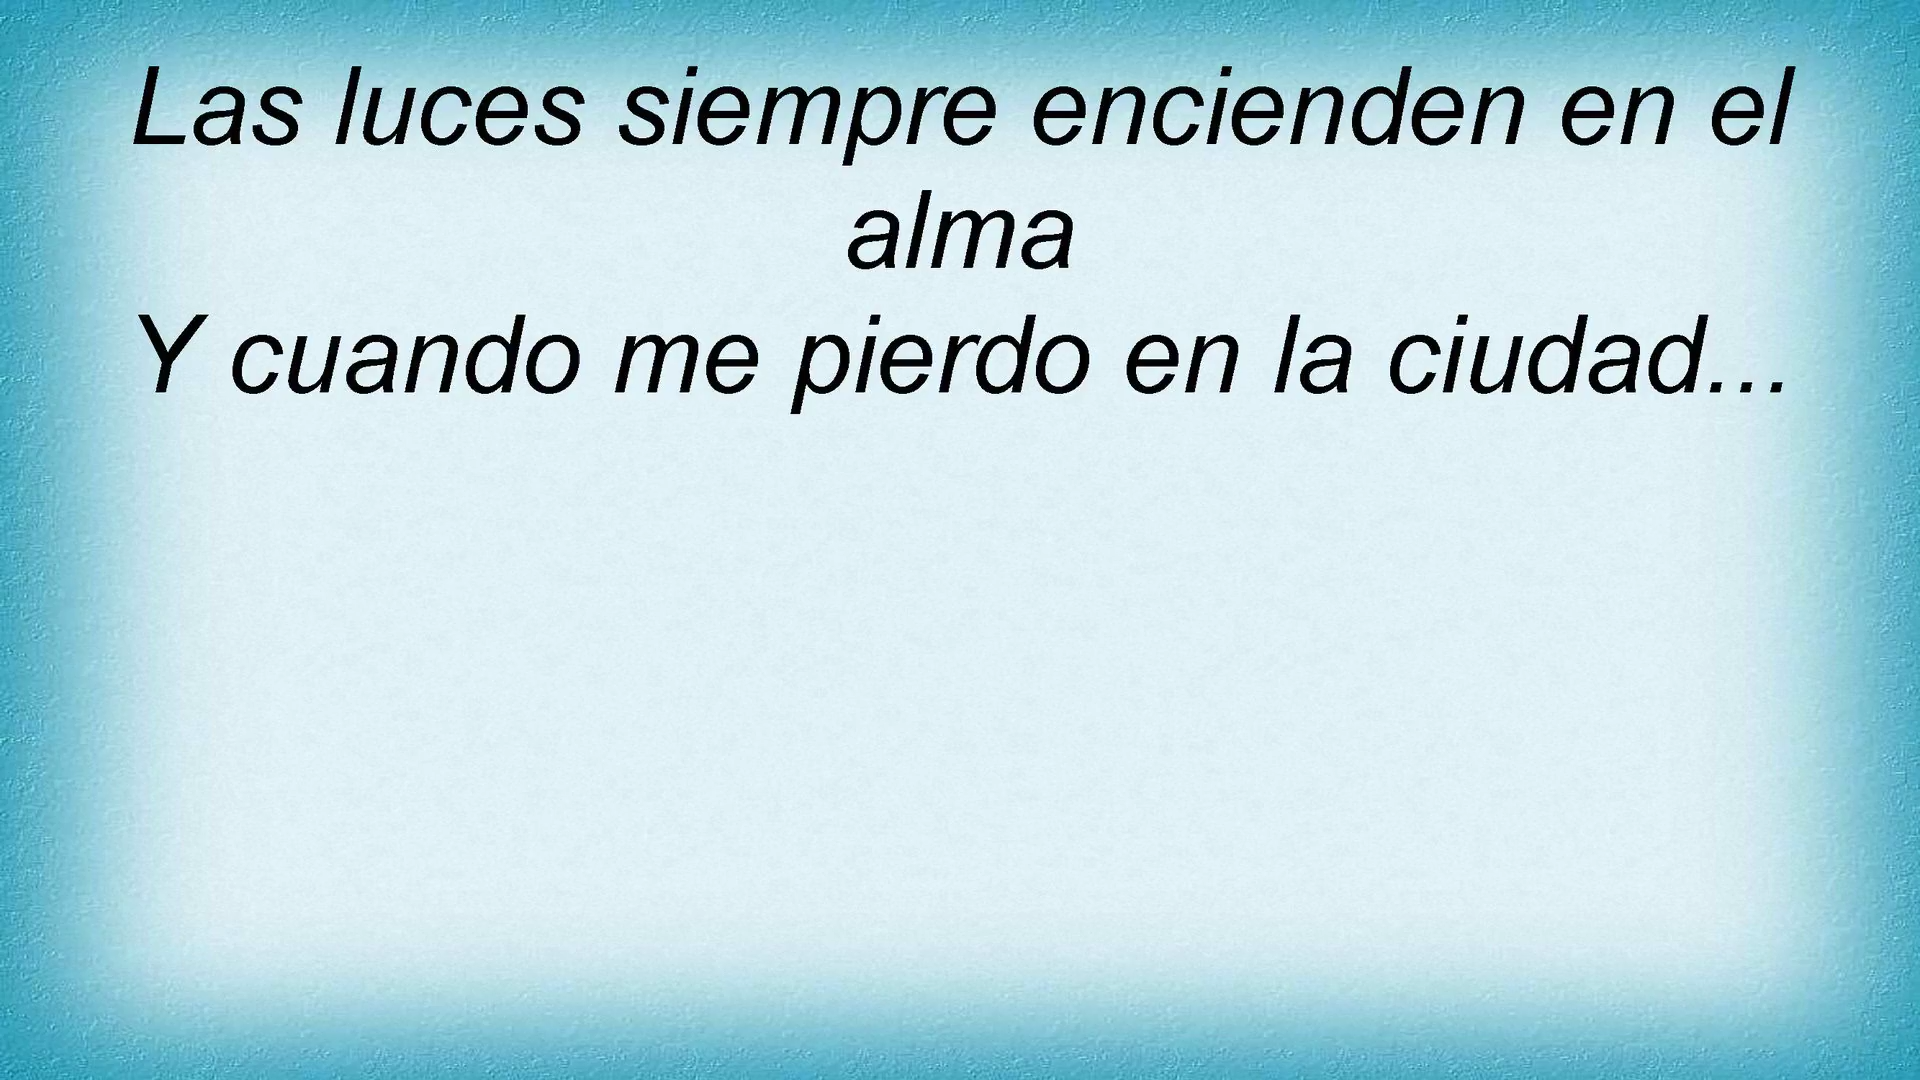 Las luces siempre encienden en el
alma
Y cuando me pierdo en la ciudad...